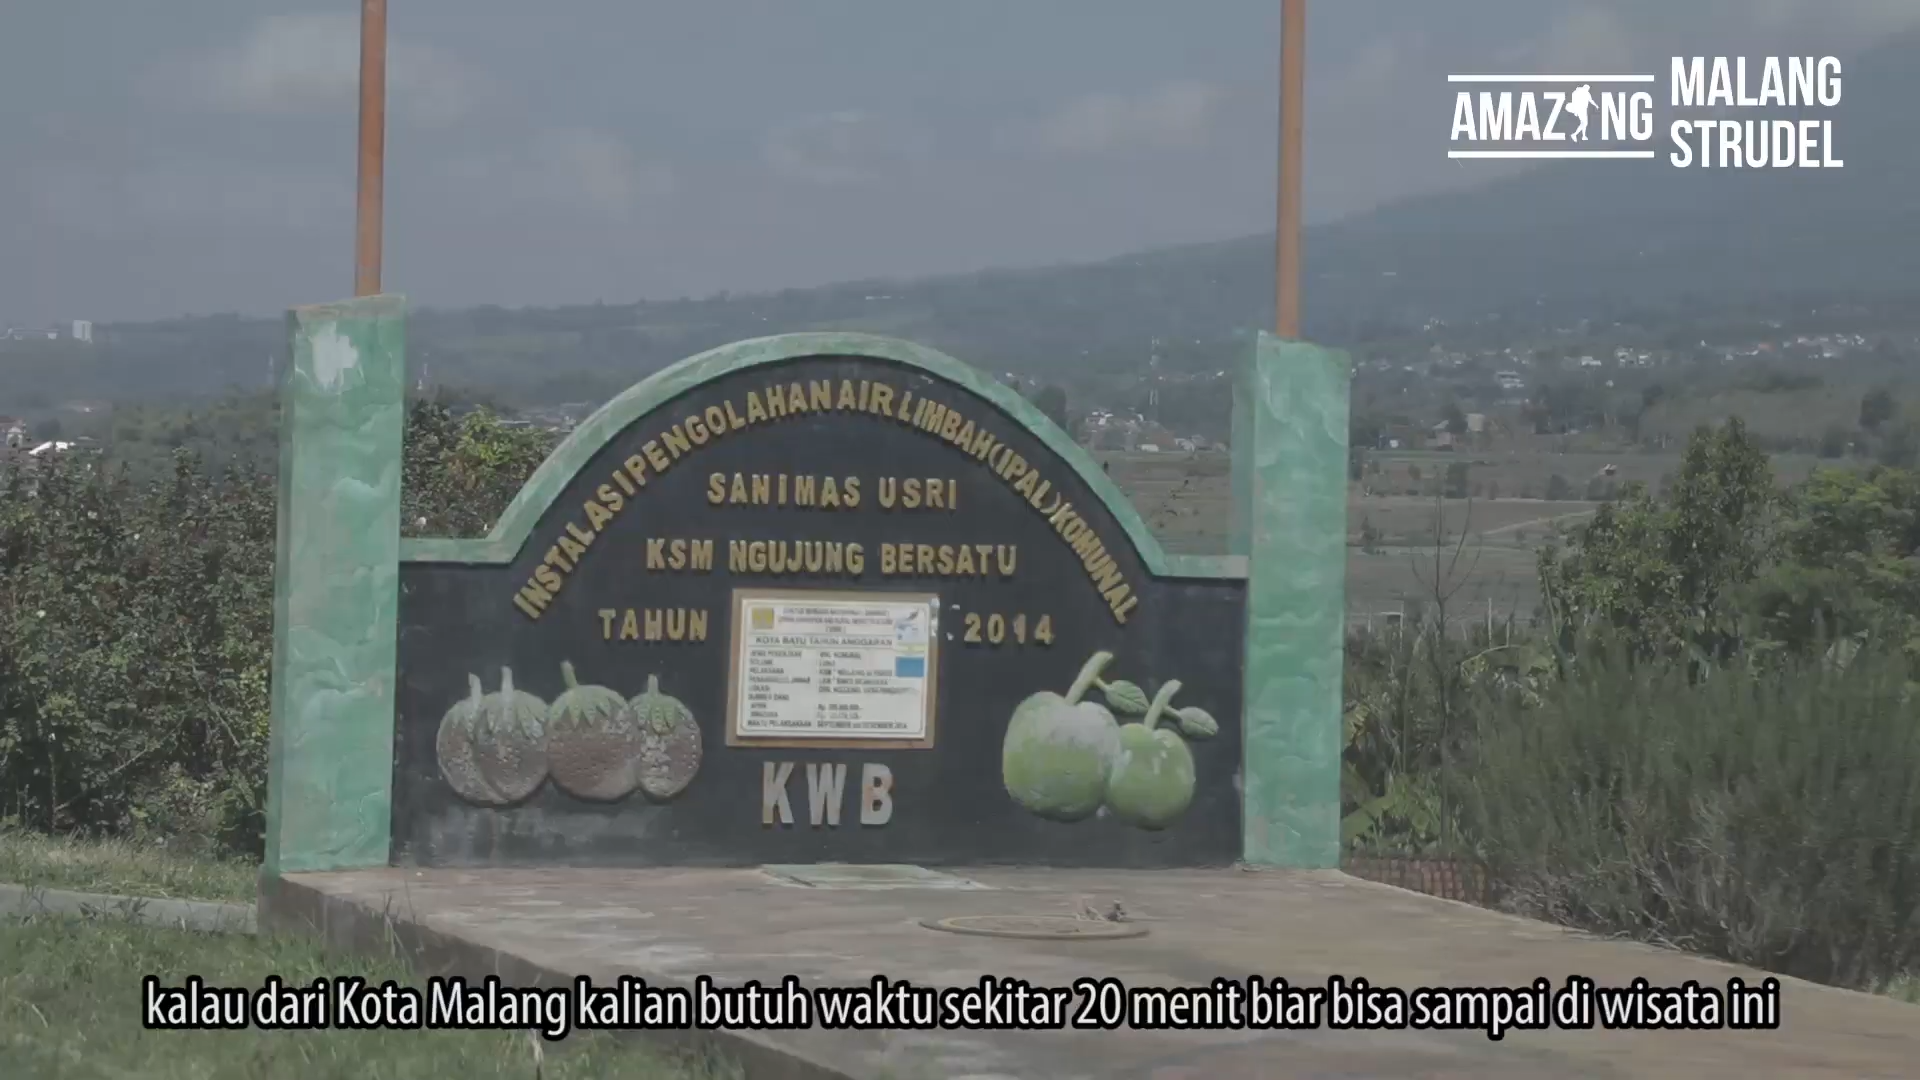 AMAZING MALANG
STRUDEL
INSTALASI PENGOLAHAN AIR LIMBAH (IPAL) KOMUNAL
SANIMAS USRI
KSM NGUJUNG BERSATU
TAHUN 2014
KOTA BATU TAHUN ANGGARAN
KWB
kalau dari Kota Malang kalian butuh waktu sekitar 20 menit biar bisa sampai di wisata ini